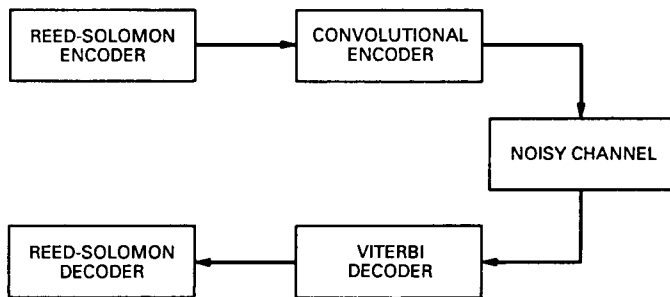 REED-SOLOMON
ENCODER
CONVOLUTIONAL
ENCODER
NOISY CHANNEL
REED-SOLOMON
DECODER
VITERBI
DECODER